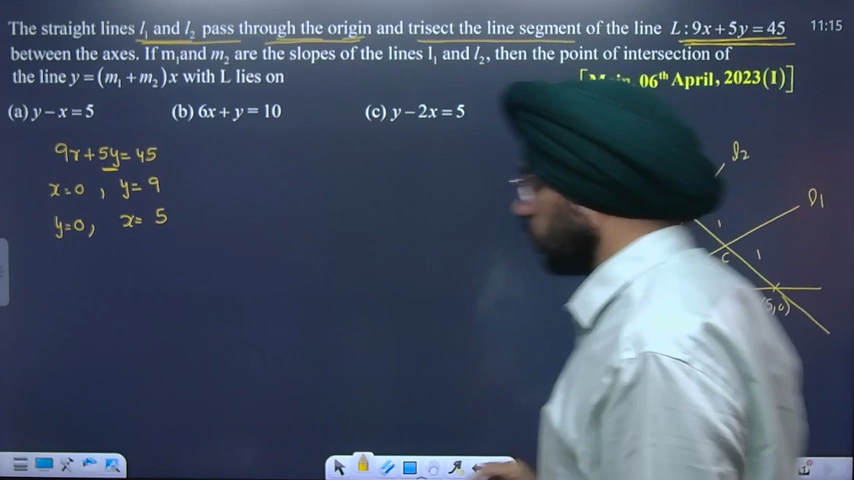 The straight lines l₁ and l₂ pass through the origin and trisect the line segment of the line L : 9x + 5y = 45
11:15
between the axes. If m₁and m₂ are the slopes of the lines l₁ and l₂, then the point of intersection of
the line y = (m₁ + m₂)x with L lies on
06ᵗʰ April, 2023(I)]
(a) y – x = 5 (b) 6x + y = 10 (c) y – 2x = 5
9x+5y=45
x=0 , y=9
y=0, x= 5
l₂
l₁
1
C
1
(5,0)